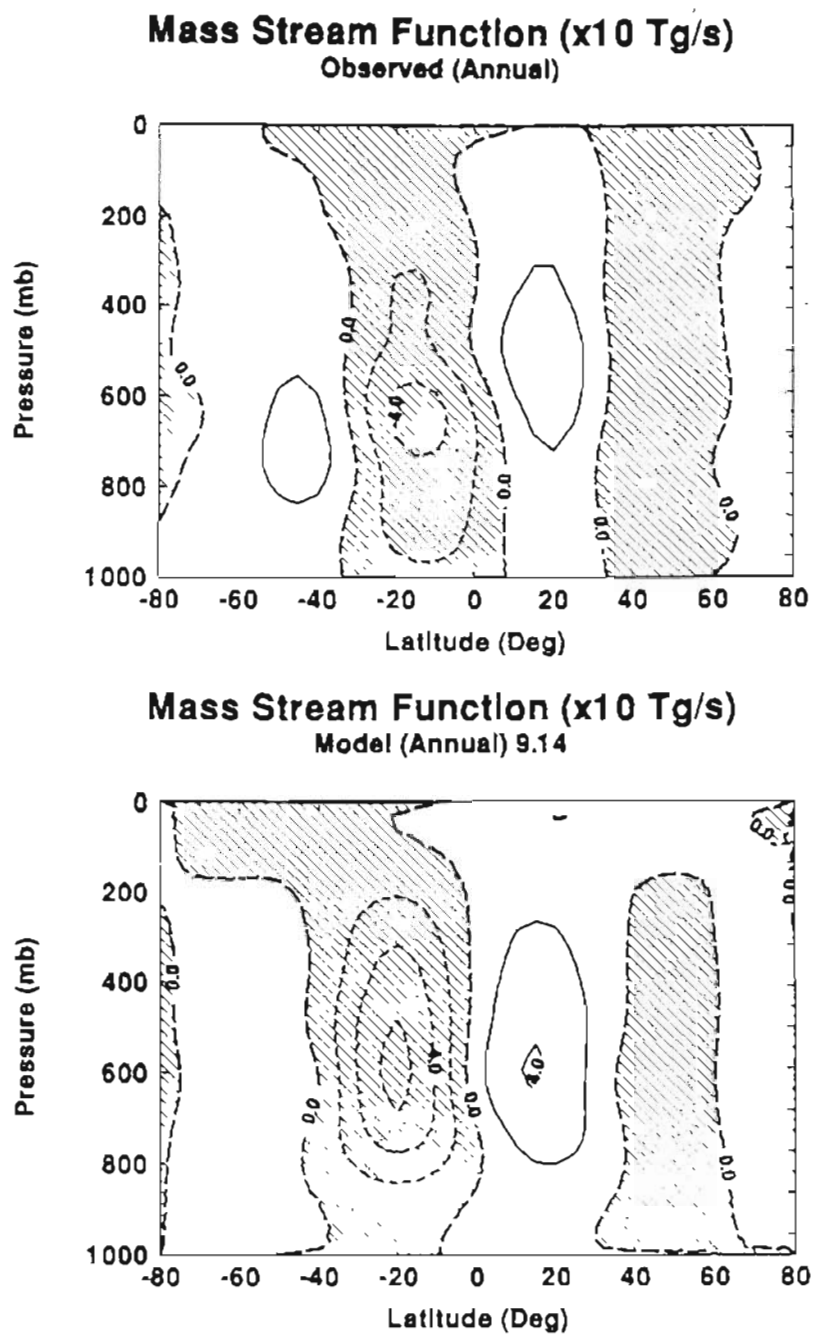 Mass Stream Function (x10 Tg/s)
Observed (Annual)
0
200
400
600
800
1000
Pressure (mb)
0.0
0.0
-4.0
0.0
0.0
0.0
-80 -60 -40 -20 0 20 40 60 80
Latitude (Deg)
Mass Stream Function (x10 Tg/s)
Model (Annual) 9.14
0
200
400
600
800
1000
Pressure (mb)
0.0
0.0
0.0
0.0
4.0
0.0
0.0
-80 -60 -40 -20 0 20 40 60 80
Latitude (Deg)